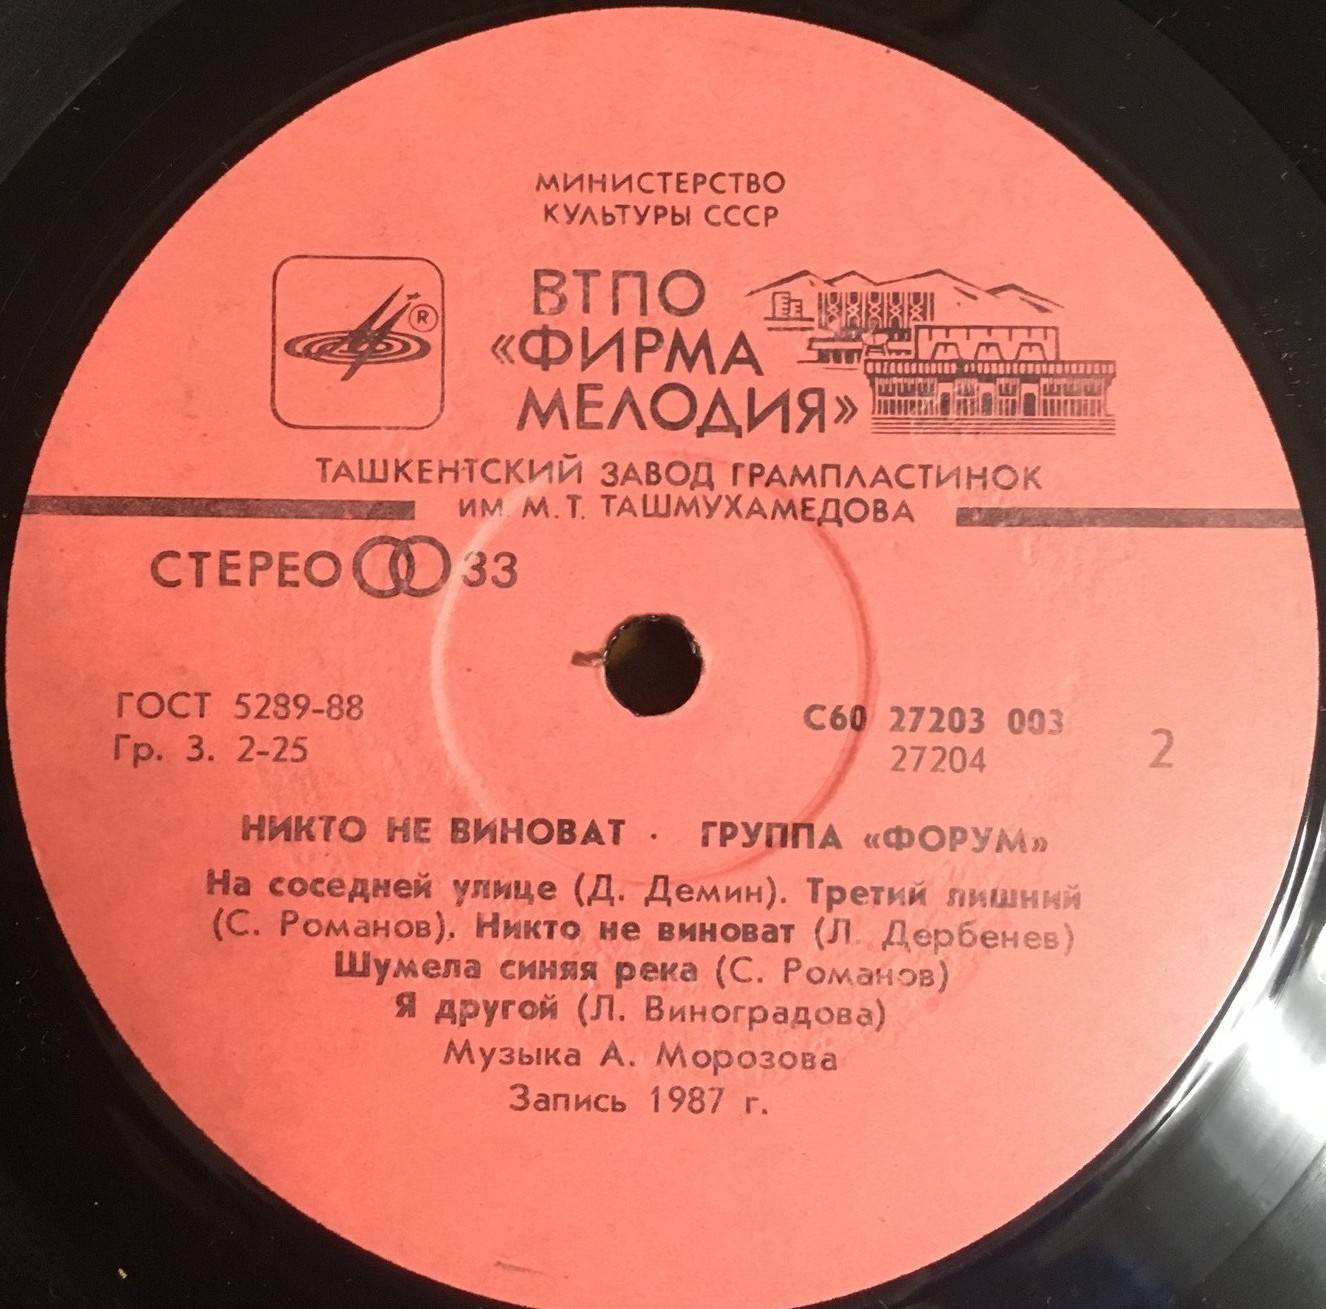 МИНИСТЕРСТВО
КУЛЬТУРЫ СССР
ВТПО
«ФИРМА
МЕЛОДИЯ»
®
ТАШКЕНТСКИЙ ЗАВОД ГРАМПЛАСТИНОК
ИМ. М. Т. ТАШМУХАМЕДОВА
СТЕРЕО 33
ГОСТ 5289-88
Гр. 3. 2-25
С60 27203 003
27204
2
НИКТО НЕ ВИНОВАТ · ГРУППА «ФОРУМ»
На соседней улице (Д. Демин). Третий лишний
(С. Романов). Никто не виноват (Л. Дербенев)
Шумела синяя река (С. Романов)
Я другой (Л. Виноградова)
Музыка А. Морозова
Запись 1987 г.